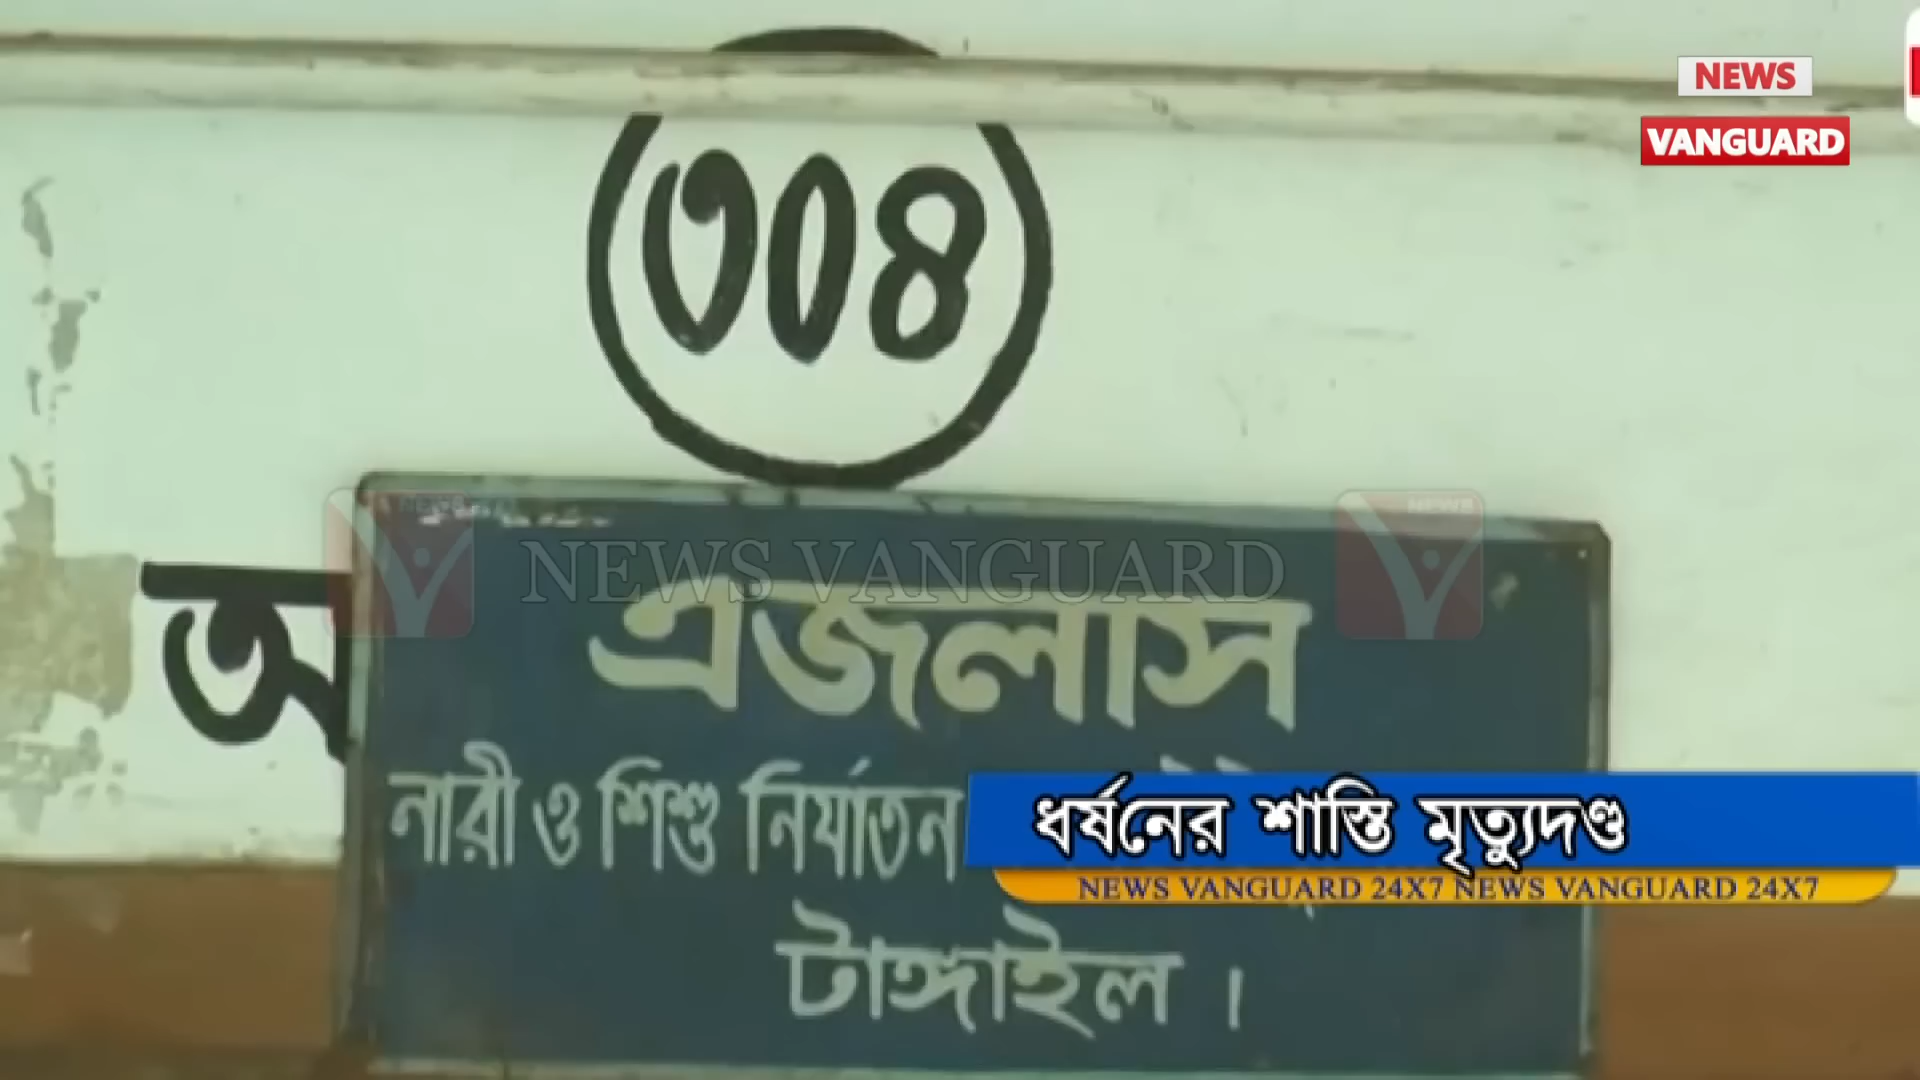 NEWS
VANGUARD
৩০৪
NEWS VANGUARD
এজলাস
অ
নারী ও শিশু নির্যাতন
ধর্ষনের শাস্তি মৃত্যুদণ্ড
NEWS VANGUARD 24X7 NEWS VANGUARD 24X7
টাঙ্গাইল ।